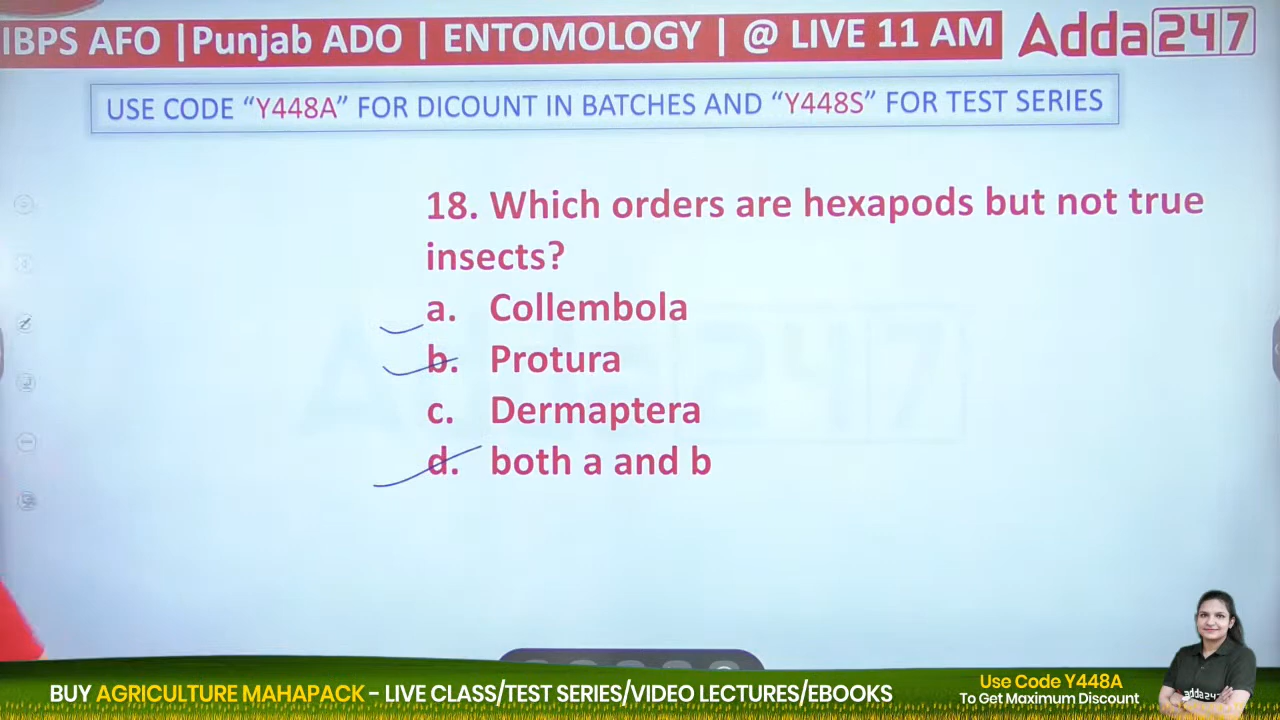 IBPS AFO |Punjab ADO | ENTOMOLOGY | @ LIVE 11 AM Adda247
USE CODE “Y448A” FOR DICOUNT IN BATCHES AND “Y448S” FOR TEST SERIES
18. Which orders are hexapods but not true
insects?
a. Collembola
b. Protura
c. Dermaptera
d. both a and b
Adda247
adda247
BUY AGRICULTURE MAHAPACK - LIVE CLASS/TEST SERIES/VIDEO LECTURES/EBOOKS
Use Code Y448A
To Get Maximum Discount